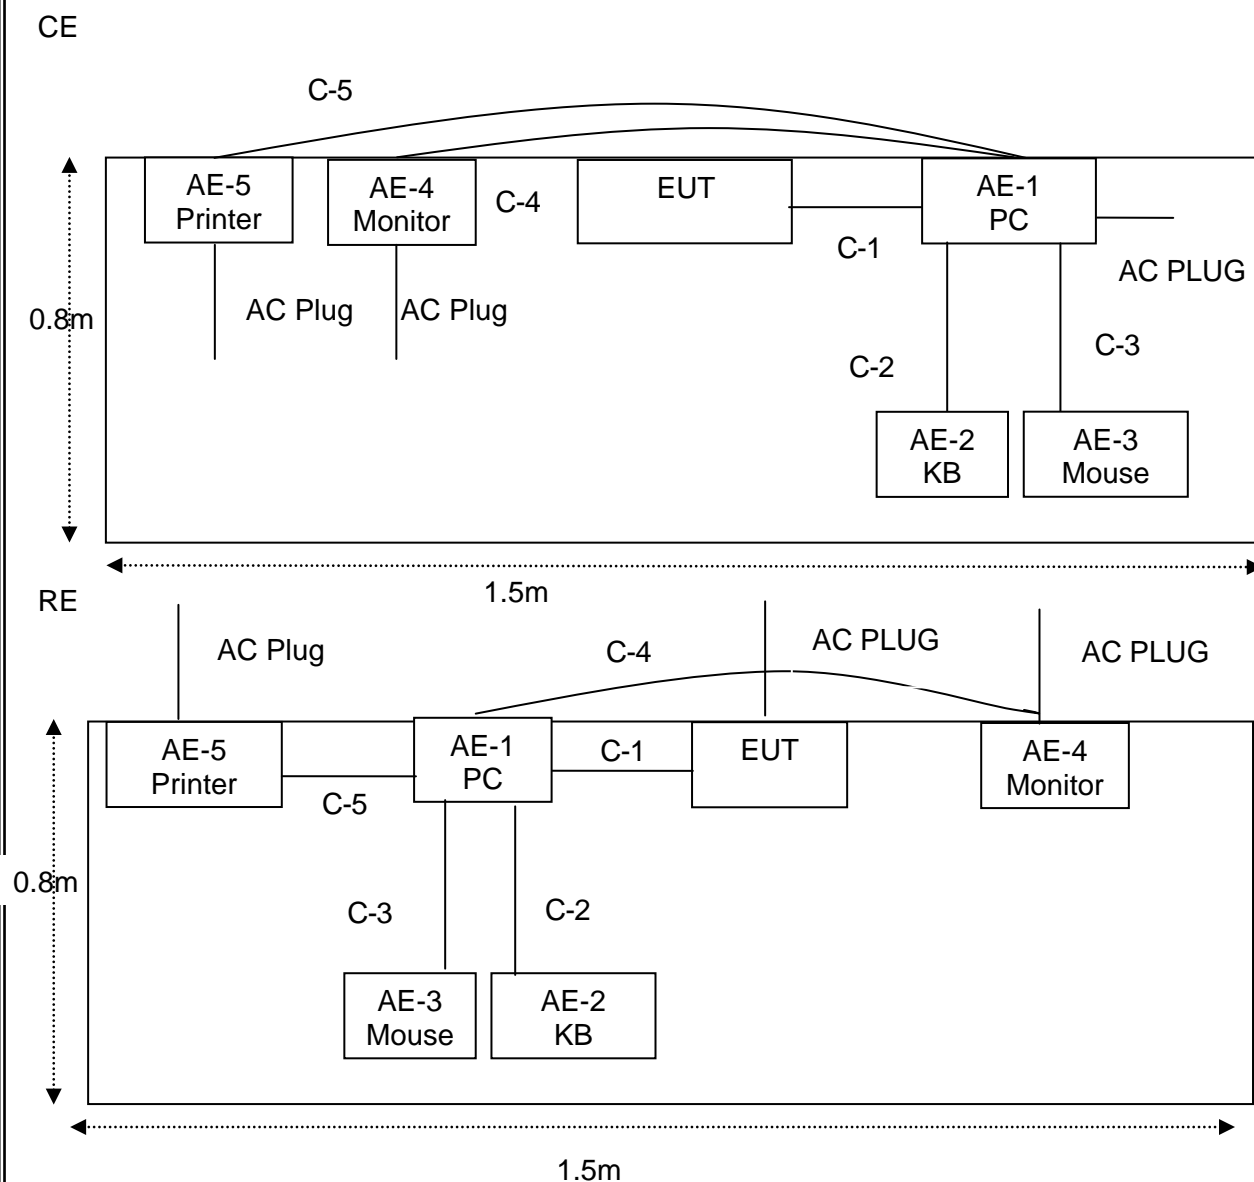 CE
C-5
AE-5
Printer
AE-4
Monitor
C-4
EUT
AE-1
PC
C-1
AC PLUG
AC Plug
AC Plug
0.8m
C-2
C-3
AE-2
KB
AE-3
Mouse
1.5m
RE
AC Plug
C-4
AC PLUG
AC PLUG
AE-5
Printer
AE-1
PC
C-1
EUT
AE-4
Monitor
C-5
0.8m
C-3
C-2
AE-3
Mouse
AE-2
KB
1.5m